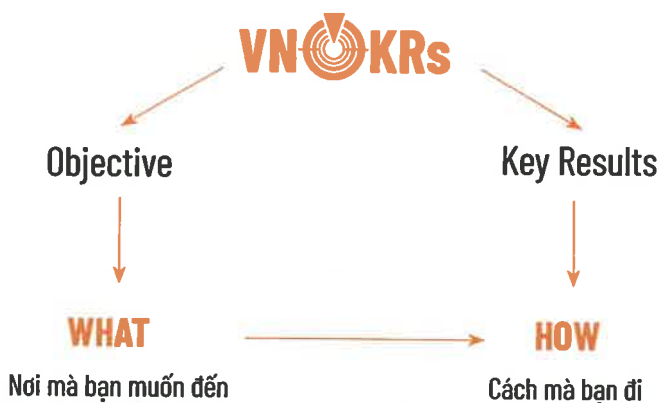 VNOKRs
Objective
Key Results
WHAT
HOW
Nơi mà bạn muốn đến
Cách mà bạn đi